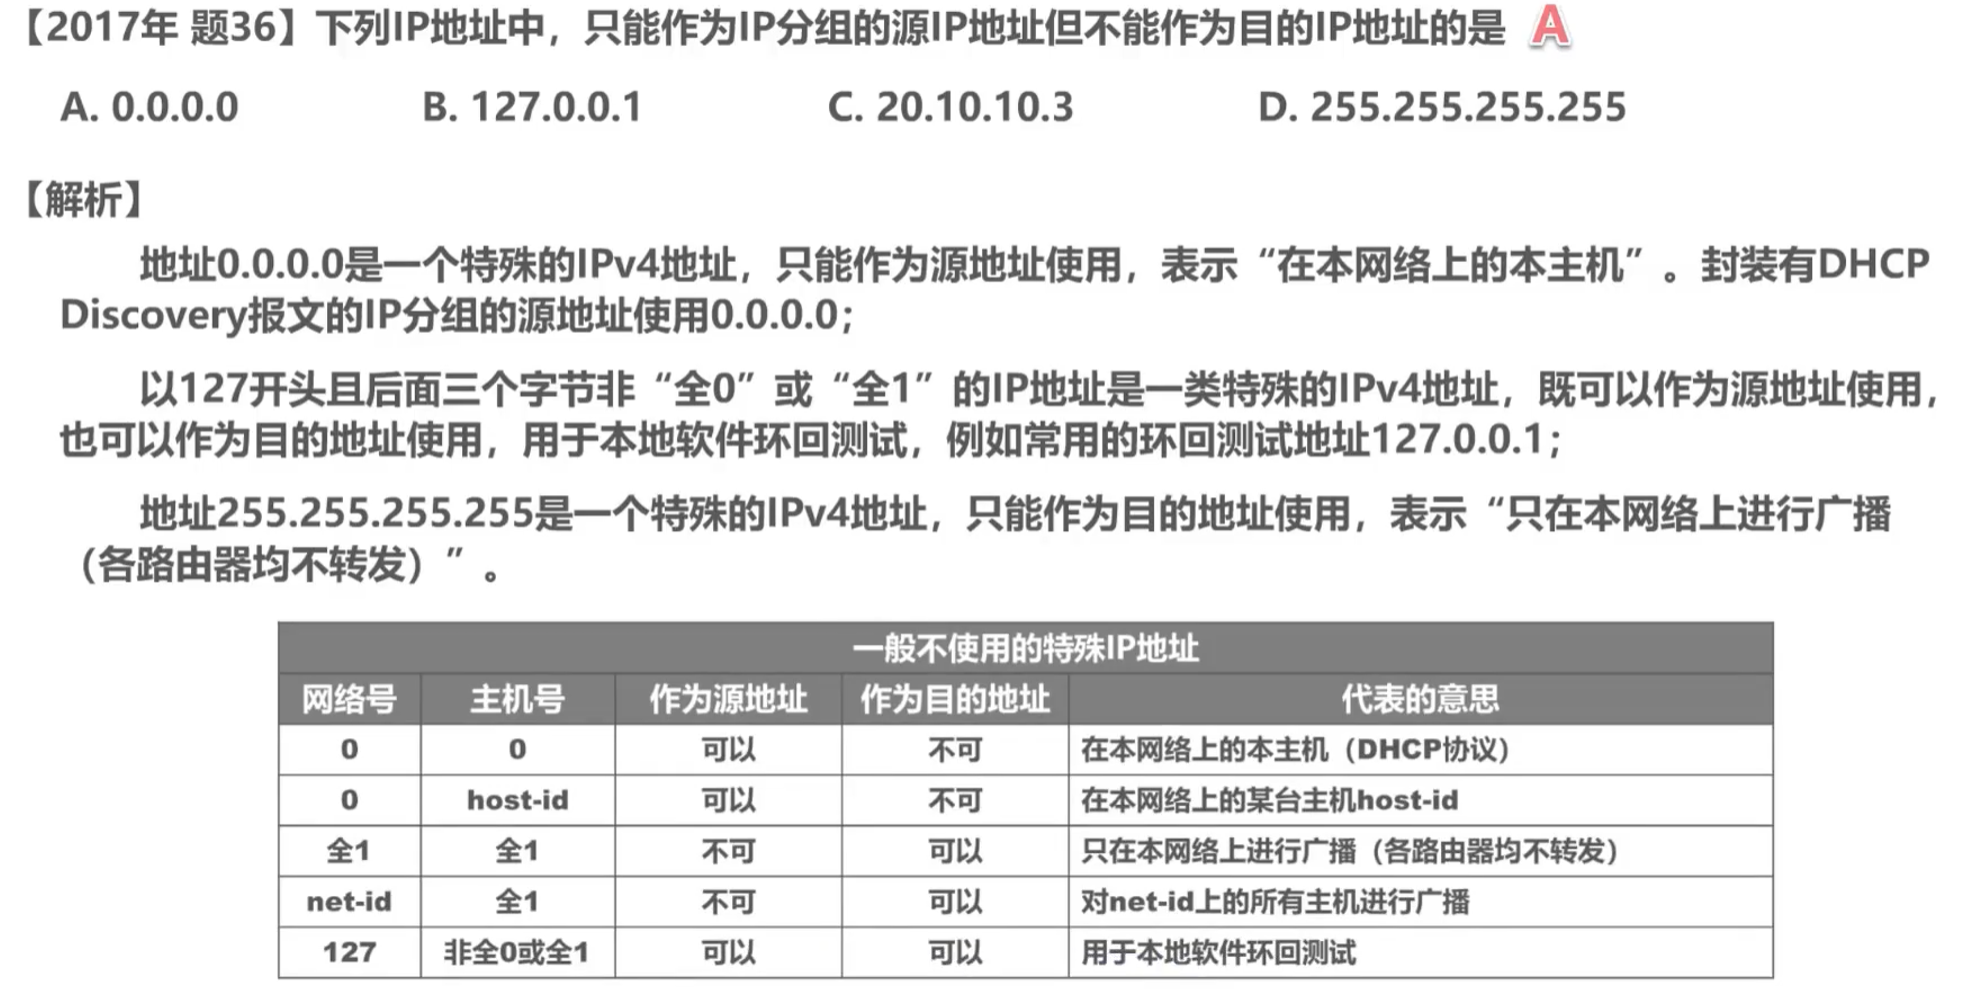 【2017年 题36】下列IP地址中，只能作为IP分组的源IP地址但不能作为目的IP地址的是 A
A. 0.0.0.0 B. 127.0.0.1 C. 20.10.10.3 D. 255.255.255.255
【解析】
地址0.0.0.0是一个特殊的IPv4地址，只能作为源地址使用，表示“在本网络上的本主机”。封装有DHCP
Discovery报文的IP分组的源地址使用0.0.0.0；
以127开头且后面三个字节非“全0”或“全1”的IP地址是一类特殊的IPv4地址，既可以作为源地址使用，
也可以作为目的地址使用，用于本地软件环回测试，例如常用的环回测试地址127.0.0.1；
地址255.255.255.255是一个特殊的IPv4地址，只能作为目的地址使用，表示“只在本网络上进行广播
（各路由器均不转发）”。
一般不使用的特殊IP地址
网络号 主机号 作为源地址 作为目的地址 代表的意思
0 0 可以 不可 在本网络上的本主机（DHCP协议）
0 host-id 可以 不可 在本网络上的某台主机host-id
全1 全1 不可 可以 只在本网络上进行广播（各路由器均不转发）
net-id 全1 不可 可以 对net-id上的所有主机进行广播
127 非全0或全1 可以 可以 用于本地软件环回测试